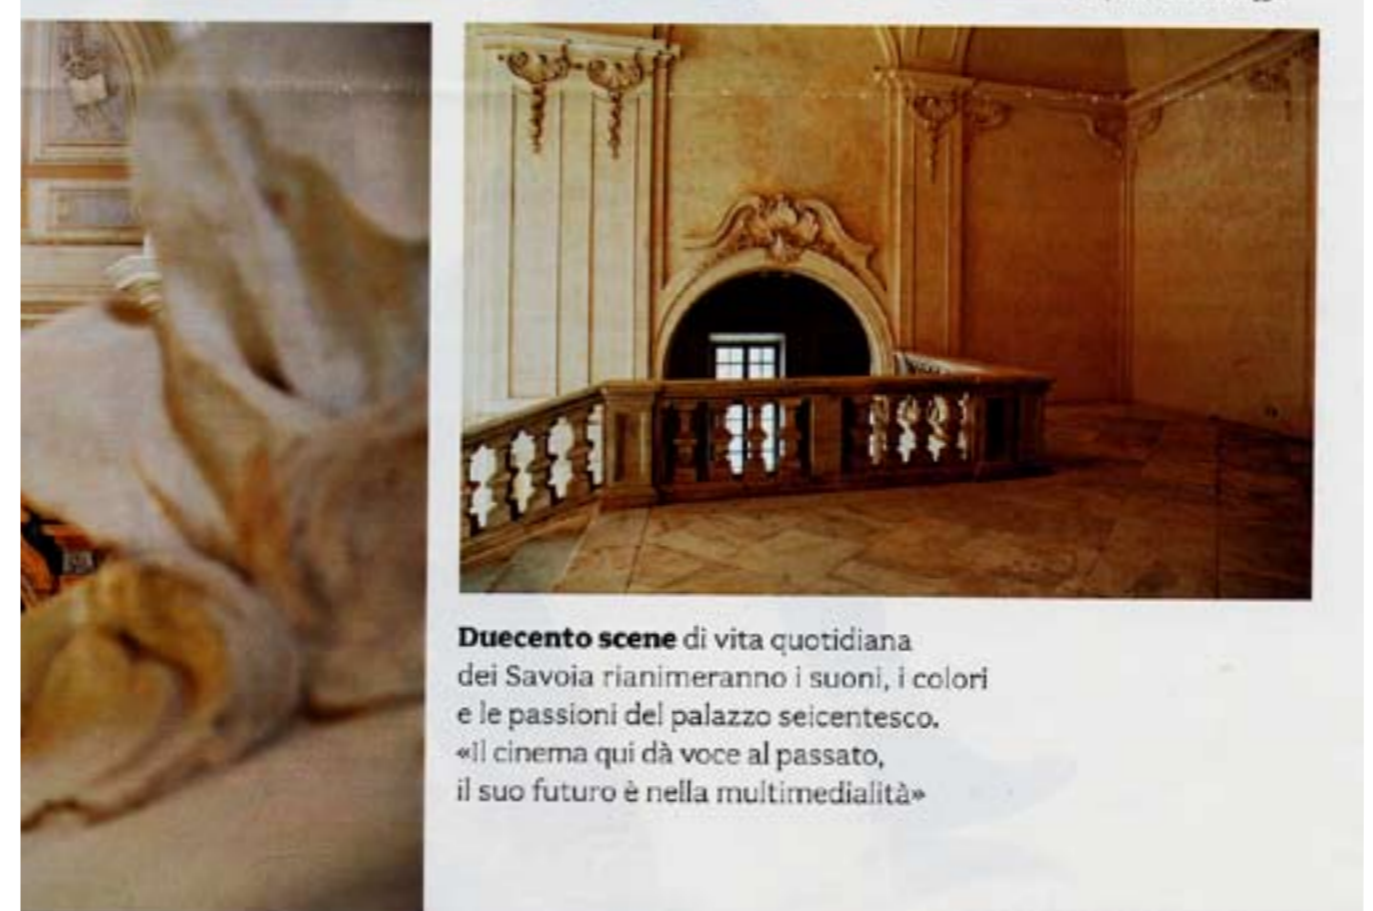 Duecento scene di vita quotidiana
dei Savoia rianimeranno i suoni, i colori
e le passioni del palazzo seicentesco.
«Il cinema qui dà voce al passato,
il suo futuro è nella multimedialità»